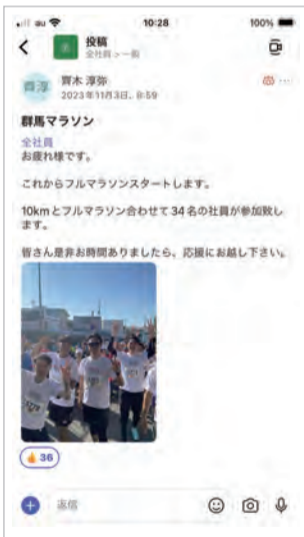 au
10:28
100%
投稿
全社員 > 一般
齊淳
齊木 淳弥
2023年11月3日、8:59
群馬マラソン
全社員
お疲れ様です。
これからフルマラソンスタートします。
10kmとフルマラソン合わせて34名の社員が参加致し
ます。
皆さん是非お時間ありましたら、応援にお越し下さい。
36
返信